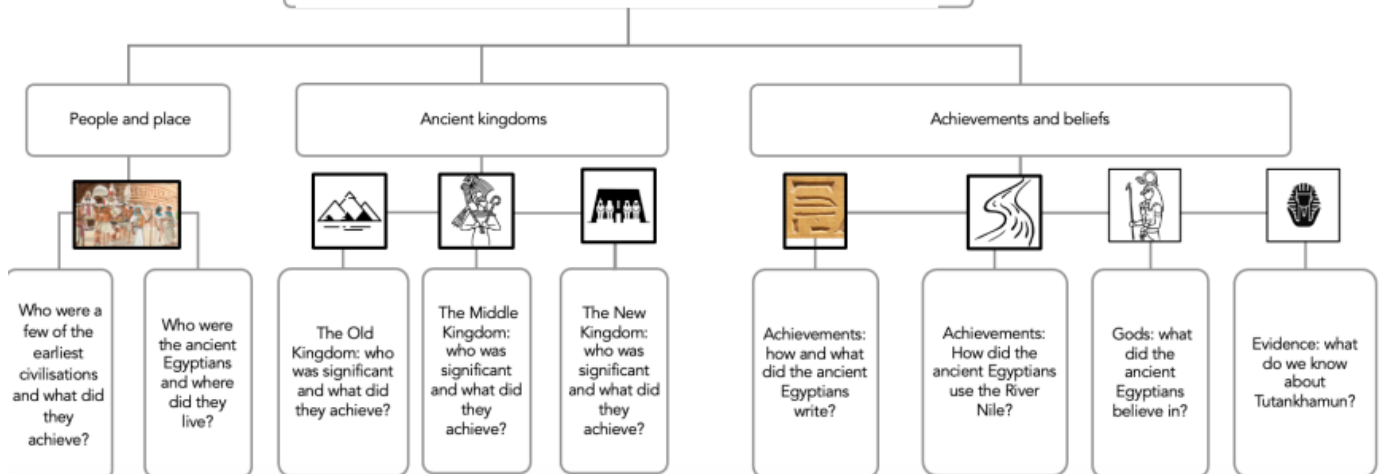 People and place
Ancient kingdoms
Achievements and beliefs
Who were a
few of the
earliest
civilisations
and what did
they
achieve?
Who were
the ancient
Egyptians
and where
did they
live?
The Old
Kingdom: who
was significant
and what did
they achieve?
The Middle
Kingdom:
who was
significant
and what did
they
achieve?
The New
Kingdom:
who was
significant
and what did
they
achieve?
Achievements:
how and what
did the ancient
Egyptians
write?
Achievements:
How did the
ancient Egyptians
use the River
Nile?
Gods: what
did the
ancient
Egyptians
believe in?
Evidence: what
do we know
about
Tutankhamun?